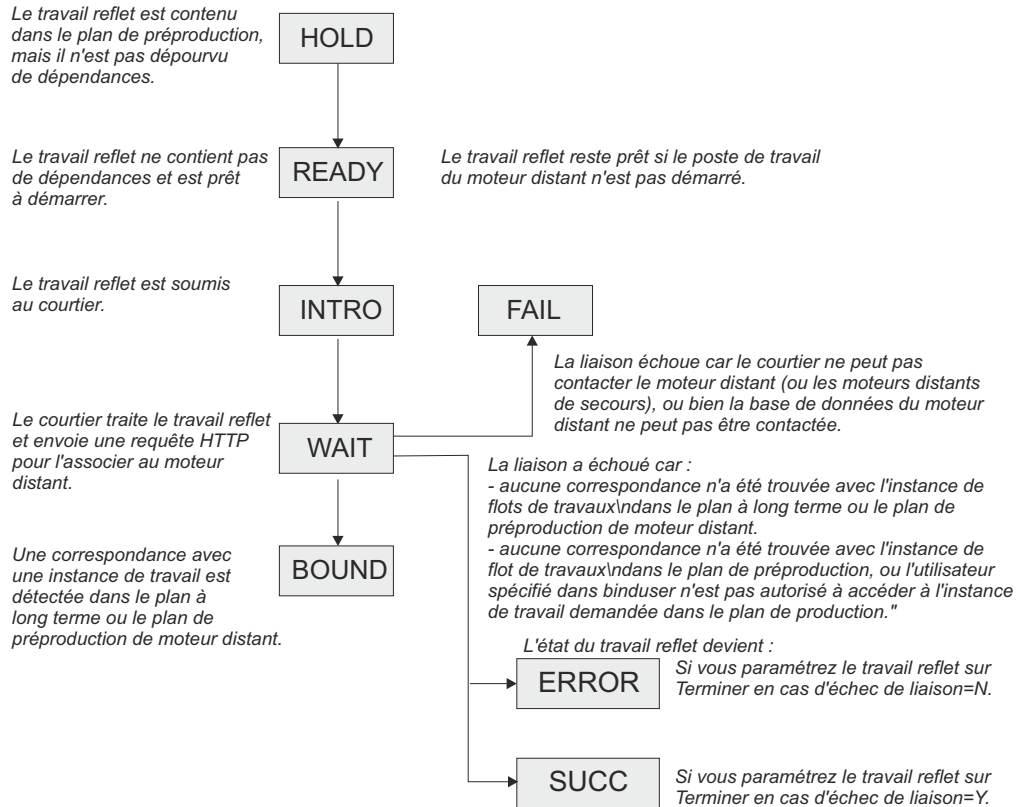 Le travail reflet est contenu
dans le plan de préproduction,
mais il n'est pas dépourvu
de dépendances.
HOLD
Le travail reflet ne contient pas
de dépendances et est prêt
à démarrer.
READY
Le travail reflet reste prêt si le poste de travail
du moteur distant n'est pas démarré.
Le travail reflet est soumis
au courtier.
INTRO
FAIL
La liaison échoue car le courtier ne peut pas
contacter le moteur distant (ou les moteurs distants
de secours), ou bien la base de données du moteur
distant ne peut pas être contactée.
Le courtier traite le travail reflet
et envoie une requête HTTP
pour l'associer au moteur
distant.
WAIT
La liaison a échoué car :
- aucune correspondance n'a été trouvée avec l'instance de
flots de travaux\ndans le plan à long terme ou le plan de
préproduction de moteur distant.
- aucune correspondance n'a été trouvée avec l'instance de
flot de travaux\ndans le plan de préproduction, ou l'utilisateur
spécifié dans binduser n'est pas autorisé à accéder à l'instance
de travail demandée dans le plan de production."
Une correspondance avec
une instance de travail est
détectée dans le plan à
long terme ou le plan de
préproduction de moteur distant.
BOUND
L'état du travail reflet devient :
ERROR
Si vous paramétrez le travail reflet sur
Terminer en cas d'échec de liaison=N.
SUCC
Si vous paramétrez le travail reflet sur
Terminer en cas d'échec de liaison=Y.